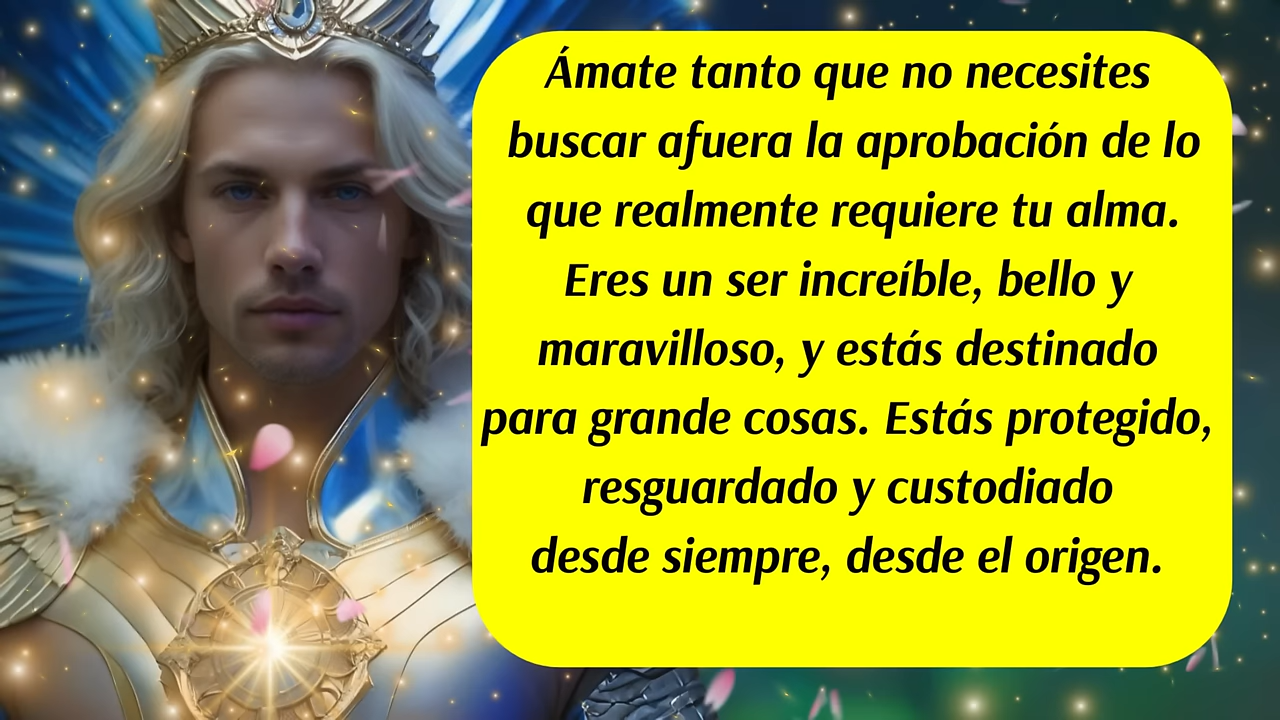 Ámate tanto que no necesites
buscar afuera la aprobación de lo
que realmente requiere tu alma.
Eres un ser increíble, bello y
maravilloso, y estás destinado
para grande cosas. Estás protegido,
resguardado y custodiado
desde siempre, desde el origen.